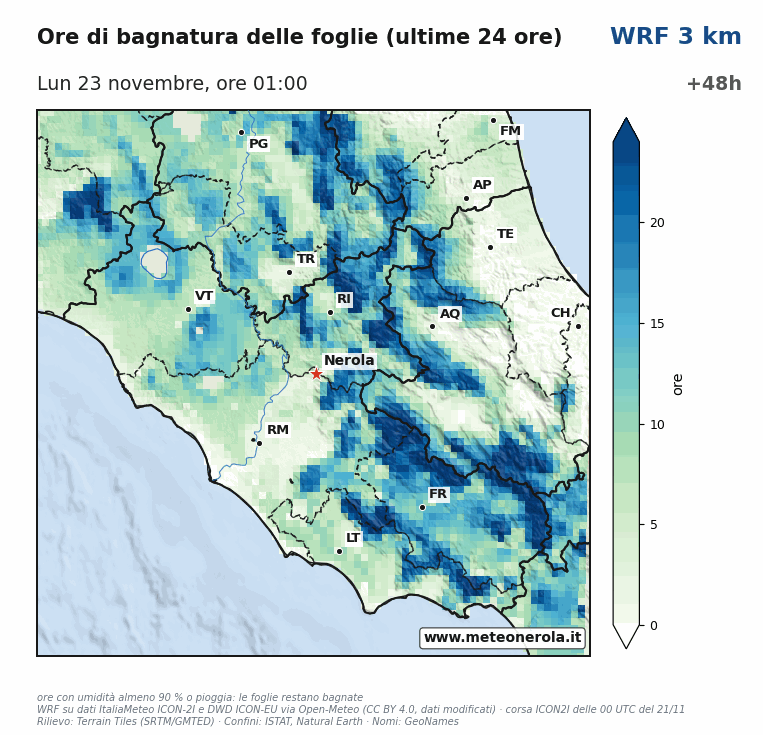 Ore di bagnatura delle foglie (ultime 24 ore)
WRF 3 km
Lun 23 novembre, ore 01:00
+48h
FM
PG
AP
TE
TR
VT
RI
AQ
CH
Nerola
RM
FR
LT
www.meteonerola.it
20
15
10
5
0
ore
ore con umidità almeno 90 % o pioggia: le foglie restano bagnate
WRF su dati ItaliaMeteo ICON-2I e DWD ICON-EU via Open-Meteo (CC BY 4.0, dati modificati) · corsa ICON2I delle 00 UTC del 21/11
Rilievo: Terrain Tiles (SRTM/GMTED) · Confini: ISTAT, Natural Earth · Nomi: GeoNames